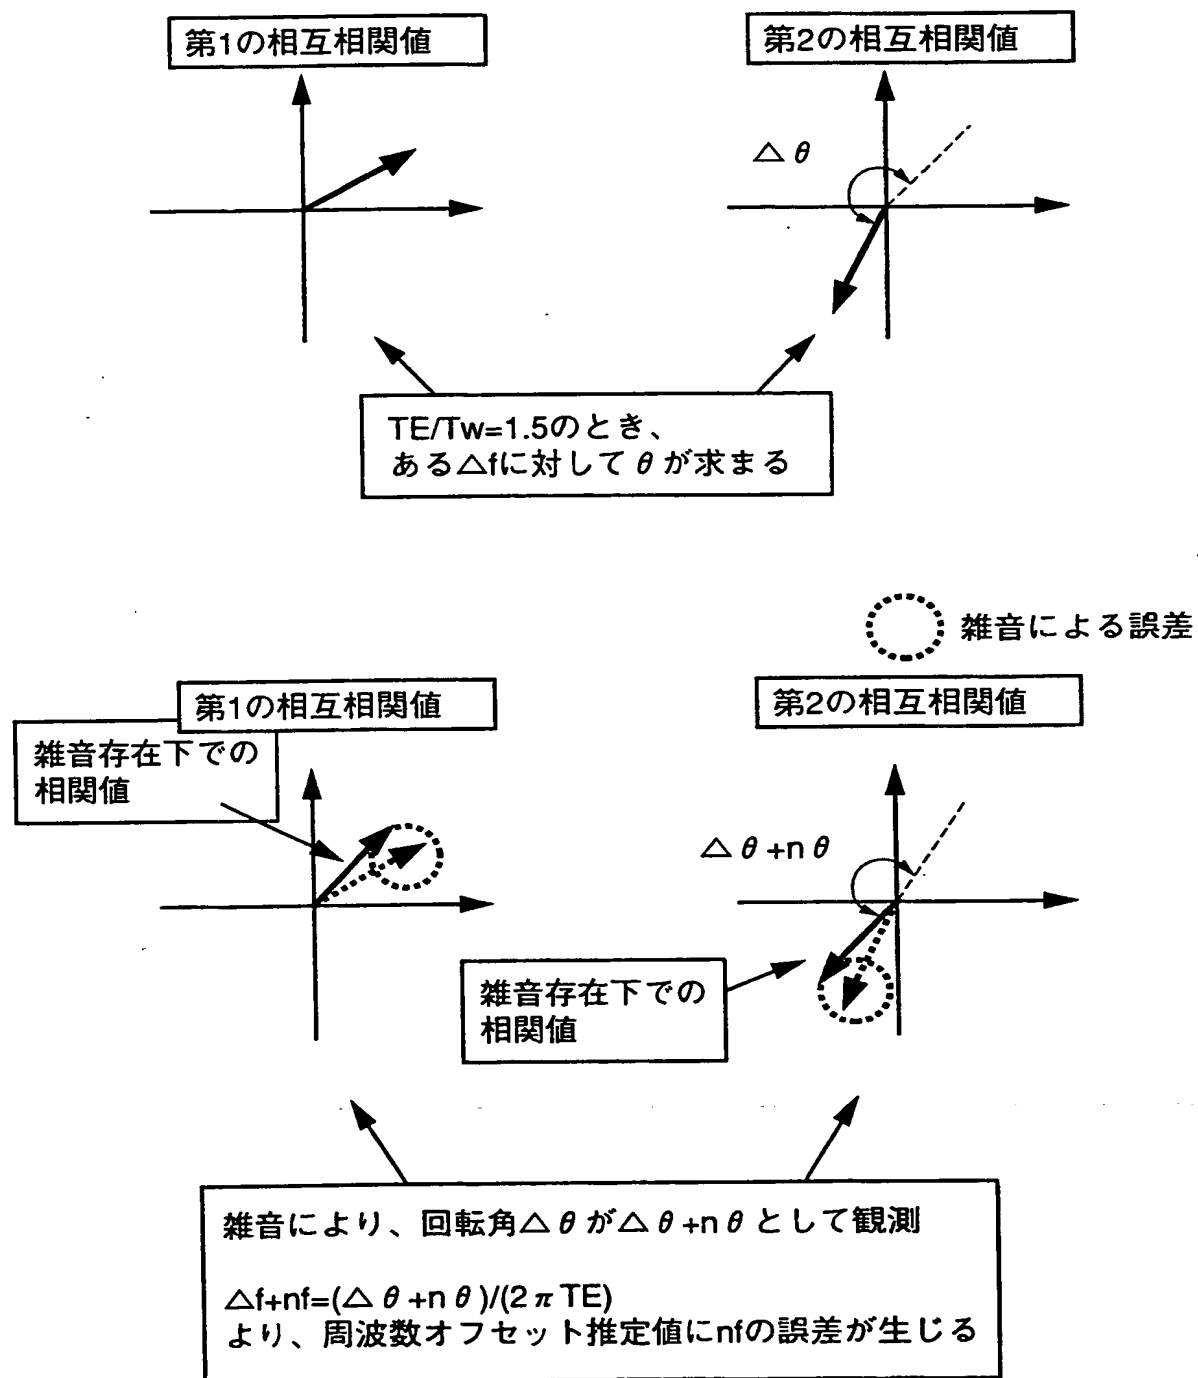 第1の相互相関値
第2の相互相関値
△θ
TE/Tw=1.5のとき、
ある△fに対してθが求まる
雑音による誤差
第1の相互相関値
第2の相互相関値
雑音存在下での
相関値
△θ+nθ
雑音存在下での
相関値
雑音により、回転角△θが△θ+nθとして観測
△f+nf=(△θ+nθ)/(2πTE)
より、周波数オフセット推定値にnfの誤差が生じる